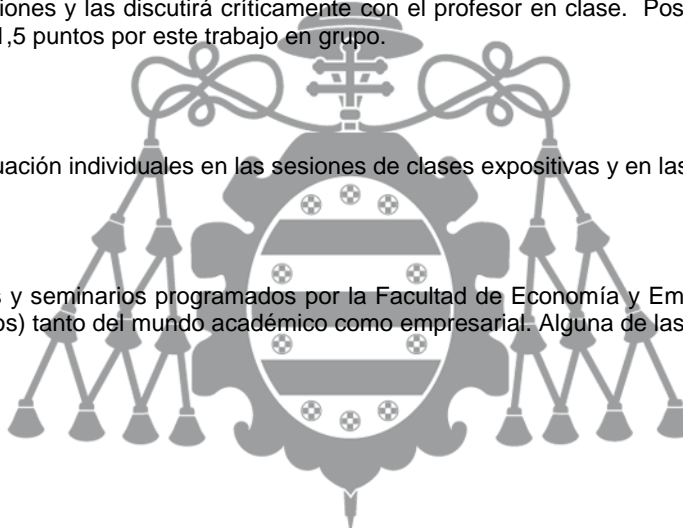 iones y las discutirá críticamente con el profesor en clase. Pos
1,5 puntos por este trabajo en grupo.
uación individuales en las sesiones de clases expositivas y en las
s y seminarios programados por la Facultad de Economía y Em
os) tanto del mundo académico como empresarial. Alguna de las